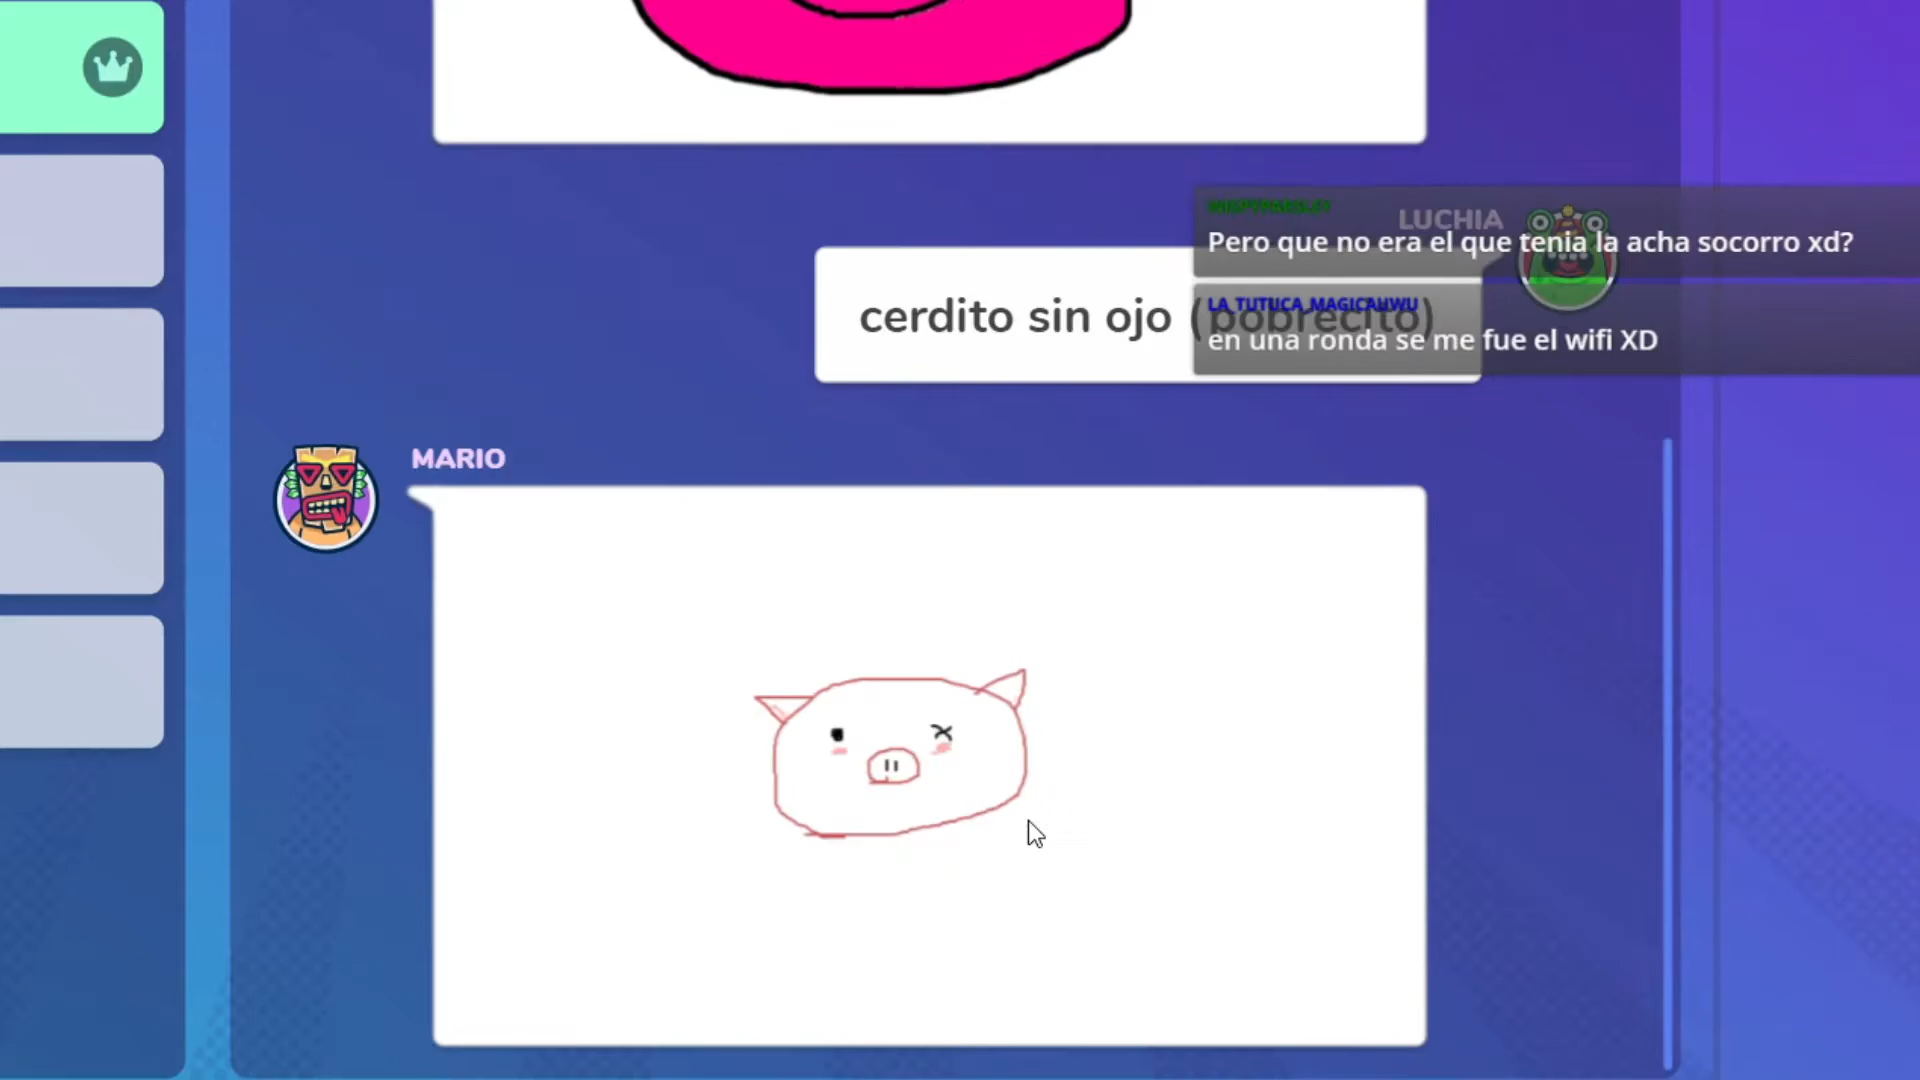 LUCHIA
Pero que no era el que tenia la acha socorro xd?
cerdito sin ojo (pobrecito)
LA TUTUCA MAGICAUWU
en una ronda se me fue el wifi XD
MARIO